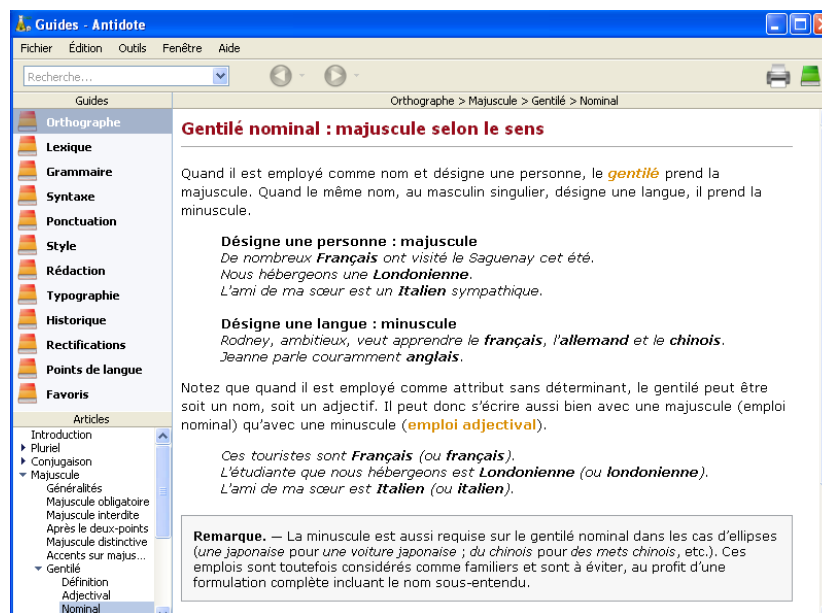 Guides - Antidote
Fichier Édition Outils Fenêtre Aide
Recherche...
Guides
Orthographe > Majuscule > Gentilé > Nominal
Orthographe
Lexique
Grammaire
Syntaxe
Ponctuation
Style
Rédaction
Typographie
Historique
Rectifications
Points de langue
Favoris
Articles
Introduction
Pluriel
Conjugaison
Majuscule
Généralités
Majuscule obligatoire
Majuscule interdite
Après le deux-points
Majuscule distinctive
Accents sur majus...
Gentilé
Définition
Adjectival
Nominal
Gentilé nominal : majuscule selon le sens
Quand il est employé comme nom et désigne une personne, le gentilé prend la
majuscule. Quand le même nom, au masculin singulier, désigne une langue, il prend la
minuscule.
Désigne une personne : majuscule
De nombreux Français ont visité le Saguenay cet été.
Nous hébergeons une Londonienne.
L'ami de ma sœur est un Italien sympathique.
Désigne une langue : minuscule
Rodney, ambitieux, veut apprendre le français, l'allemand et le chinois.
Jeanne parle couramment anglais.
Notez que quand il est employé comme attribut sans déterminant, le gentilé peut être
soit un nom, soit un adjectif. Il peut donc s'écrire aussi bien avec une majuscule (emploi
nominal) qu'avec une minuscule (emploi adjectival).
Ces touristes sont Français (ou français).
L'étudiante que nous hébergeons est Londonienne (ou londonienne).
L'ami de ma sœur est Italien (ou italien).
Remarque. — La minuscule est aussi requise sur le gentilé nominal dans les cas d'ellipses
(une japonaise pour une voiture japonaise ; du chinois pour des mets chinois, etc.). Ces
emplois sont toutefois considérés comme familiers et sont à éviter, au profit d'une
formulation complète incluant le nom sous-entendu.